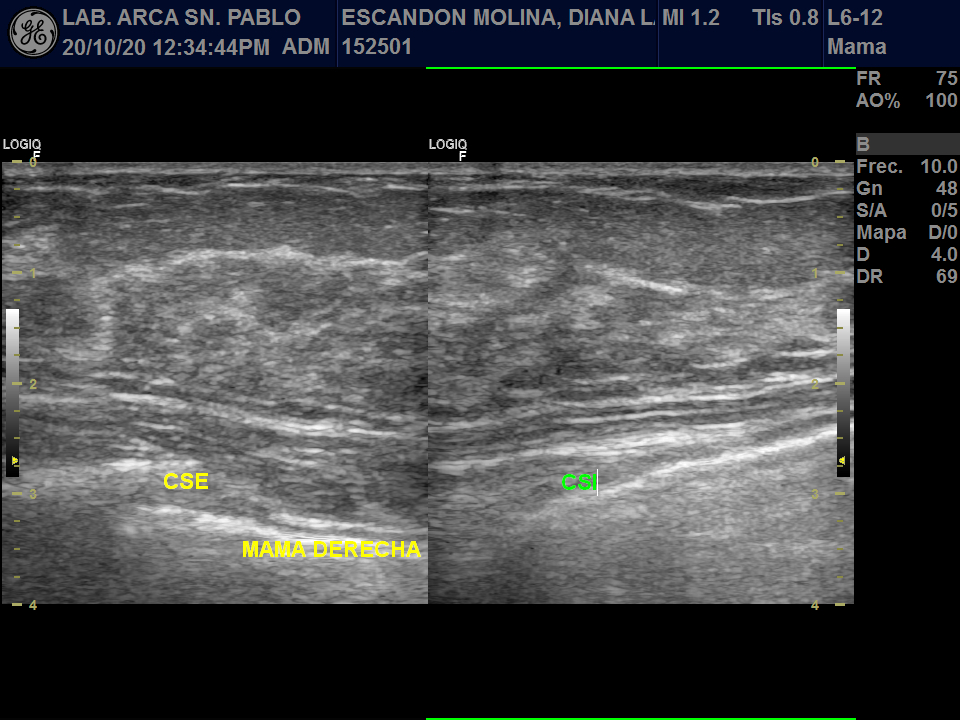 LAB. ARCA SN. PABLO
20/10/20 12:34:44PM ADM
ESCANDON MOLINA, DIANA L.
152501
MI 1.2 TIs 0.8
L6-12
Mama
FR 75
AO% 100
B
Frec. 10.0
Gn 48
S/A 0/5
Mapa D/0
D 4.0
DR 69
LOGIQ
F
0
1
2
3
4
CSE
MAMA DERECHA
LOGIQ
F
0
1
2
3
4
CSI